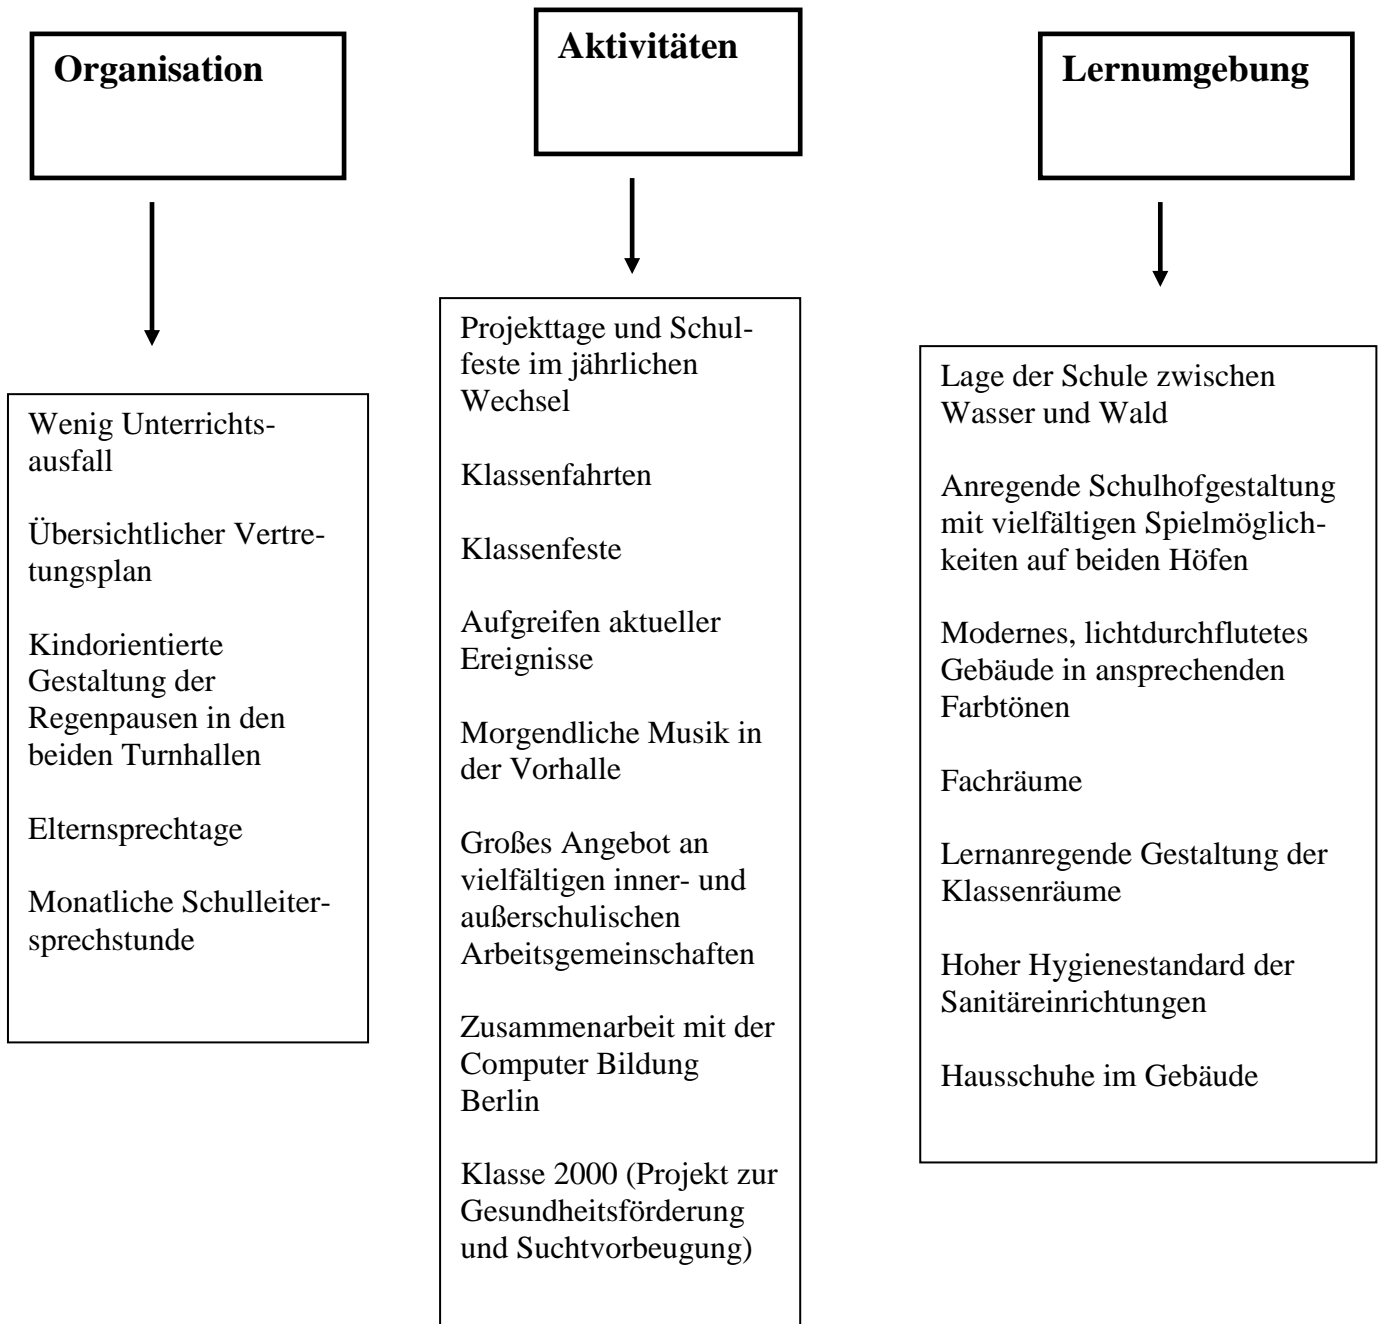 Organisation
Wenig Unterrichts-
ausfall
Übersichtlicher Vertre-
tungsplan
Kindorientierte
Gestaltung der
Regenpausen in den
beiden Turnhallen
Elternsprechtage
Monatliche Schulleiter-
sprechstunde
Aktivitäten
Projekttage und Schul-
feste im jährlichen
Wechsel
Klassenfahrten
Klassenfeste
Aufgreifen aktueller
Ereignisse
Morgendliche Musik in
der Vorhalle
Großes Angebot an
vielfältigen inner- und
außerschulischen
Arbeitsgemeinschaften
Zusammenarbeit mit der
Computer Bildung
Berlin
Klasse 2000 (Projekt zur
Gesundheitsförderung
und Suchtvorbeugung)
Lernumgebung
Lage der Schule zwischen
Wasser und Wald
Anregende Schulhofgestaltung
mit vielfältigen Spielmöglich-
keiten auf beiden Höfen
Modernes, lichtdurchflutetes
Gebäude in ansprechenden
Farbtönen
Fachräume
Lernanregende Gestaltung der
Klassenräume
Hoher Hygienestandard der
Sanitäreinrichtungen
Hausschuhe im Gebäude